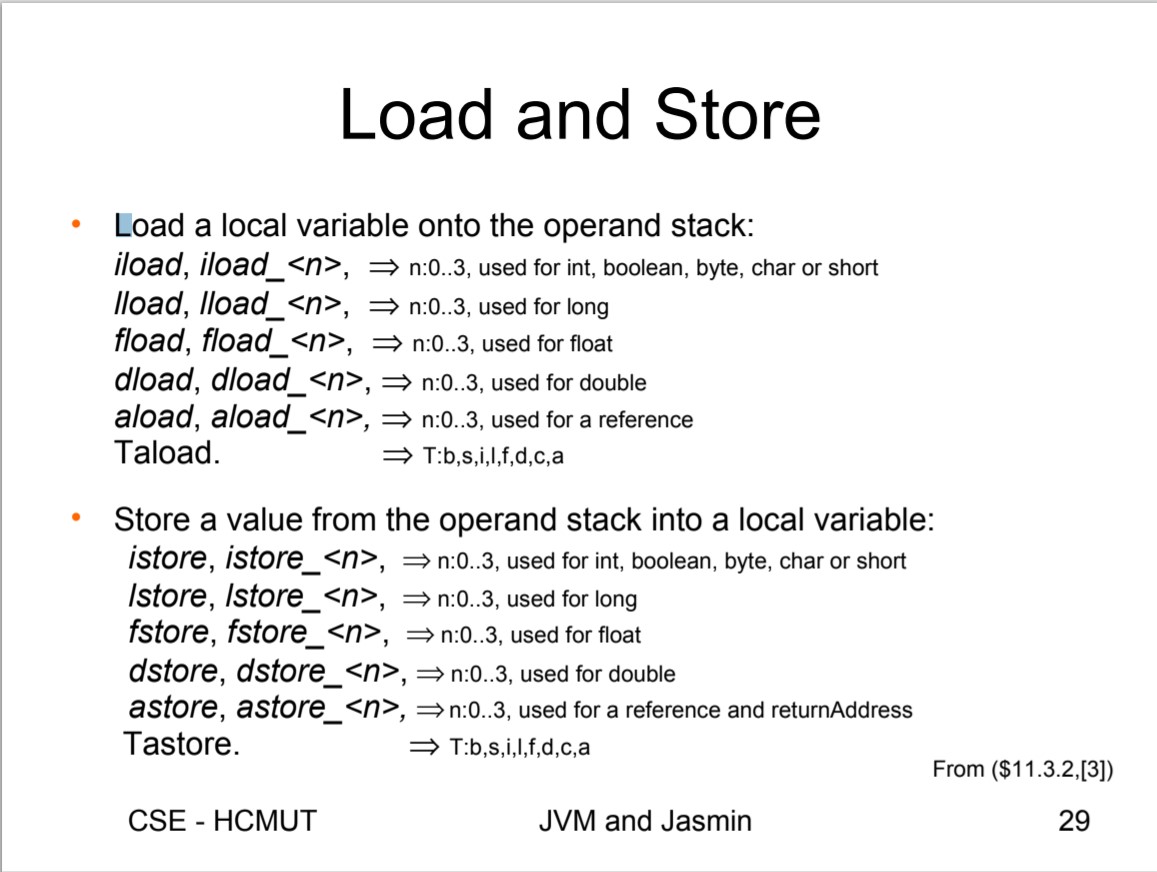 Load and Store
• Load a local variable onto the operand stack:
iload, iload_<n>, ⇒ n:0..3, used for int, boolean, byte, char or short
lload, lload_<n>, ⇒ n:0..3, used for long
fload, fload_<n>, ⇒ n:0..3, used for float
dload, dload_<n>, ⇒ n:0..3, used for double
aload, aload_<n>, ⇒ n:0..3, used for a reference
Taload. ⇒ T:b,s,i,l,f,d,c,a
• Store a value from the operand stack into a local variable:
istore, istore_<n>, ⇒ n:0..3, used for int, boolean, byte, char or short
lstore, lstore_<n>, ⇒ n:0..3, used for long
fstore, fstore_<n>, ⇒ n:0..3, used for float
dstore, dstore_<n>, ⇒ n:0..3, used for double
astore, astore_<n>, ⇒ n:0..3, used for a reference and returnAddress
Tastore. ⇒ T:b,s,i,l,f,d,c,a
From ($11.3.2,[3])
CSE - HCMUT JVM and Jasmin 29